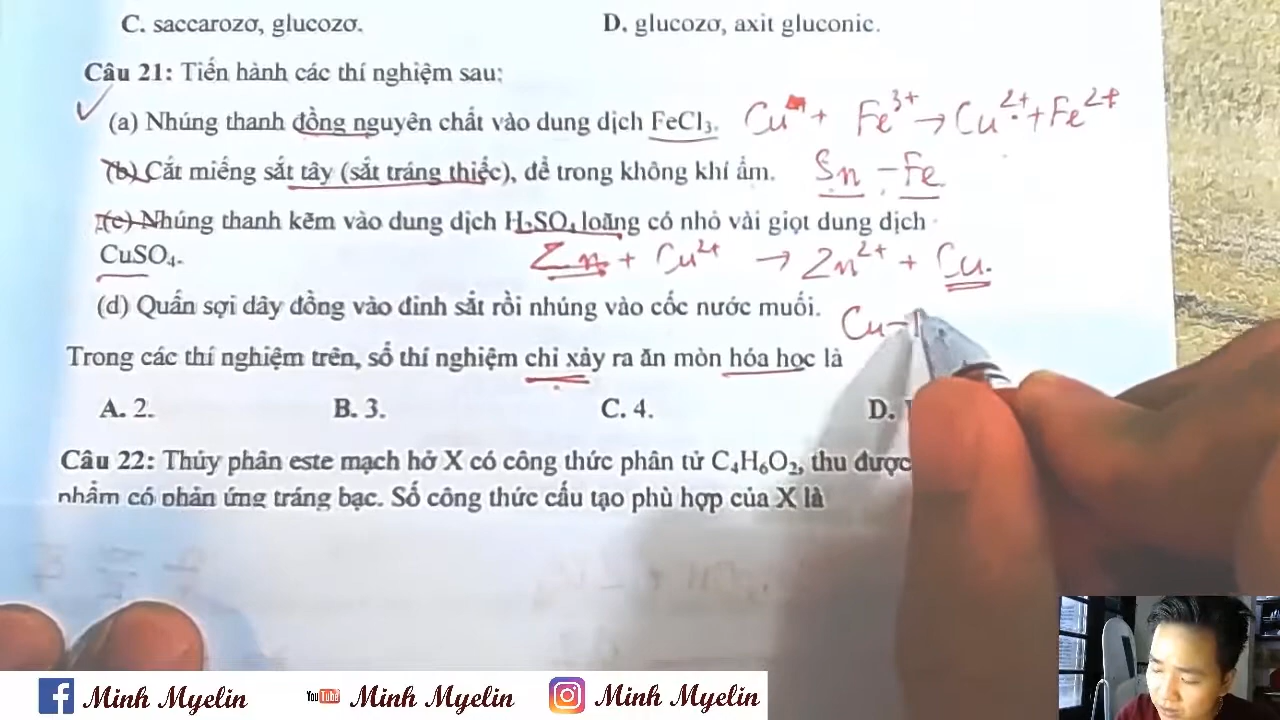 C. saccarozơ, glucozơ. D. glucozơ, axit gluconic.
Câu 21: Tiến hành các thí nghiệm sau:
(a) Nhúng thanh đồng nguyên chất vào dung dịch FeCl₃. Cu + Fe³⁺ → Cu²⁺ + Fe²⁺
(b) Cắt miếng sắt tây (sắt tráng thiếc), để trong không khí ẩm. Sn - Fe
(c) Nhúng thanh kẽm vào dung dịch H₂SO₄ loãng có nhỏ vài giọt dung dịch
CuSO₄. Zn + Cu²⁺ → Zn²⁺ + Cu.
(d) Quấn sợi dây đồng vào đinh sắt rồi nhúng vào cốc nước muối. Cu -
Trong các thí nghiệm trên, số thí nghiệm chỉ xảy ra ăn mòn hóa học là
A. 2. B. 3. C. 4. D.
Câu 22: Thủy phân este mạch hở X có công thức phân tử C₄H₆O₂, thu được
phẩm có phản ứng tráng bạc. Số công thức cấu tạo phù hợp của X là
f Minh Myelin YouTube Minh Myelin Minh Myelin